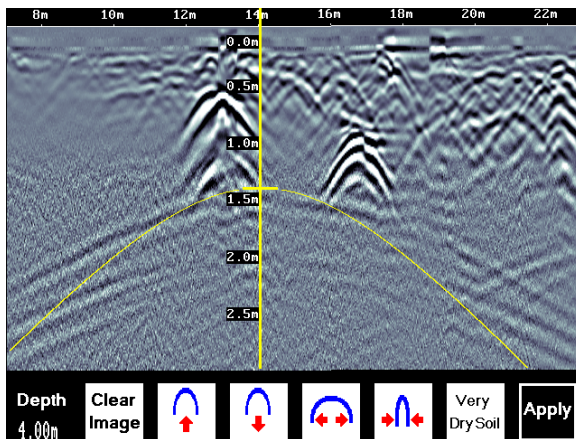 8m 10m 12m 14m 16m 18m 20m 22m
0.0m
0.5m
1.0m
1.5m
2.0m
2.5m
Depth
4.00m
Clear
Image
Very
Dry Soil
Apply